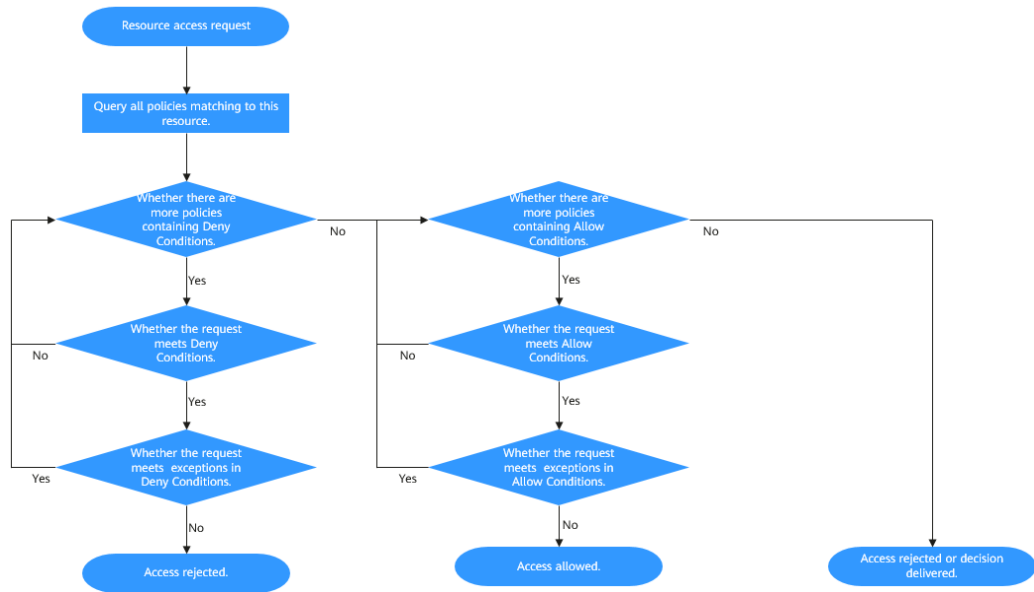 Resource access request
Query all policies matching to this
resource.
Whether there are
more policies
containing Deny
Conditions.
No
Whether there are
more policies
containing Allow
Conditions.
No
Yes
Yes
Whether the request
meets Deny
Conditions.
No
Whether the request
meets Allow
Conditions.
No
Yes
Yes
Whether the request
meets  exceptions in
Deny Conditions.
Yes
Whether the request
meets  exceptions in
Allow Conditions.
Yes
No
No
Access rejected.
Access allowed.
Access rejected or decision
delivered.